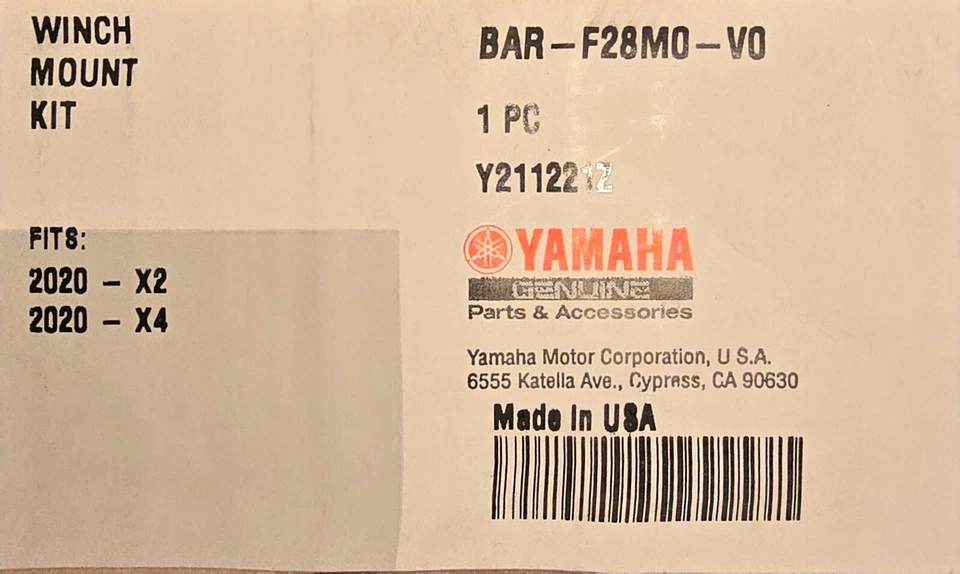 WINCH
MOUNT
KIT
FITS:
2020 – X2
2020 – X4
BAR–F28M0–V0
1 PC
YAMAHA
GENUINE
Parts & Accessories
Yamaha Motor Corporation, U S.A.
6555 Katella Ave., Cypress, CA 90630
Made in USA